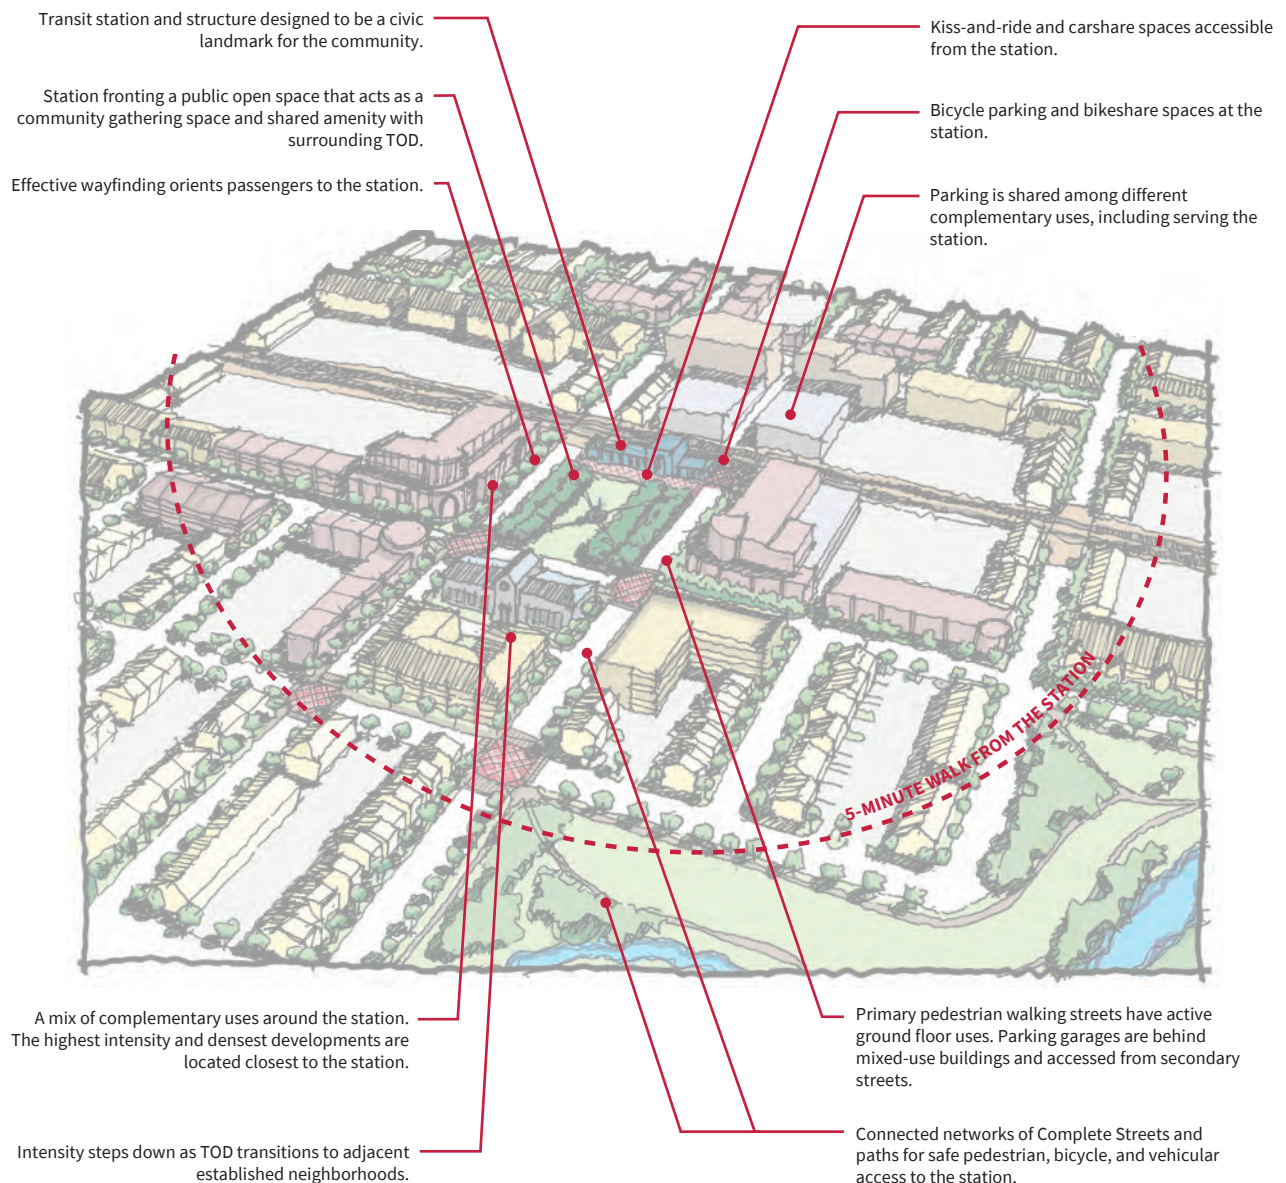 Transit station and structure designed to be a civic
landmark for the community.
Station fronting a public open space that acts as a
community gathering space and shared amenity with
surrounding TOD.
Effective wayfinding orients passengers to the station.
Kiss-and-ride and carshare spaces accessible
from the station.
Bicycle parking and bikeshare spaces at the
station.
Parking is shared among different
complementary uses, including serving the
station.
5-MINUTE WALK FROM THE STATION
A mix of complementary uses around the station.
The highest intensity and densest developments are
located closest to the station.
Intensity steps down as TOD transitions to adjacent
established neighborhoods.
Primary pedestrian walking streets have active
ground floor uses. Parking garages are behind
mixed-use buildings and accessed from secondary
streets.
Connected networks of Complete Streets and
paths for safe pedestrian, bicycle, and vehicular
access to the station.